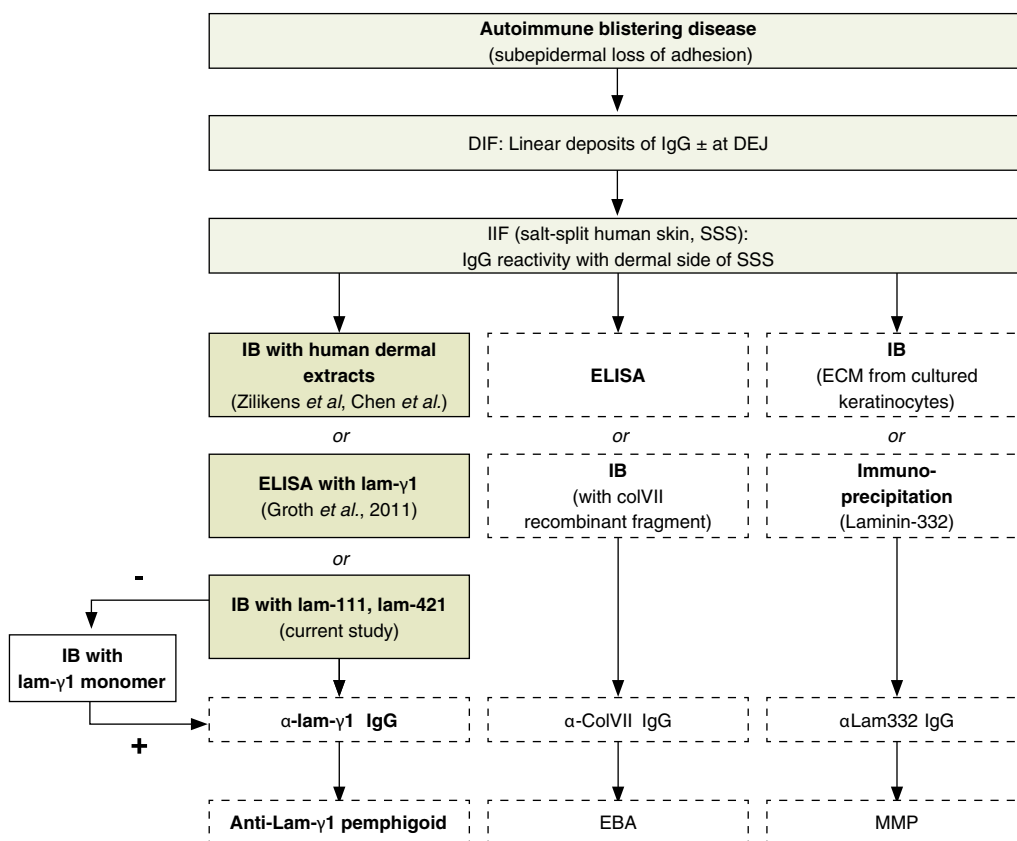 Autoimmune blistering disease
(subepidermal loss of adhesion)
DIF: Linear deposits of IgG ± at DEJ
IIF (salt-split human skin, SSS):
IgG reactivity with dermal side of SSS
IB with human dermal
extracts
(Zilikens et al, Chen et al.)
or
ELISA with lam-γ1
(Groth et al., 2011)
or
IB with lam-111, lam-421
(current study)
-
IB with
lam-γ1 monomer
+
α-lam-γ1 IgG
Anti-Lam-γ1 pemphigoid
ELISA
or
IB
(with colVII
recombinant fragment)
α-ColVII IgG
EBA
IB
(ECM from cultured
keratinocytes)
or
Immuno-
precipitation
(Laminin-332)
αLam332 IgG
MMP